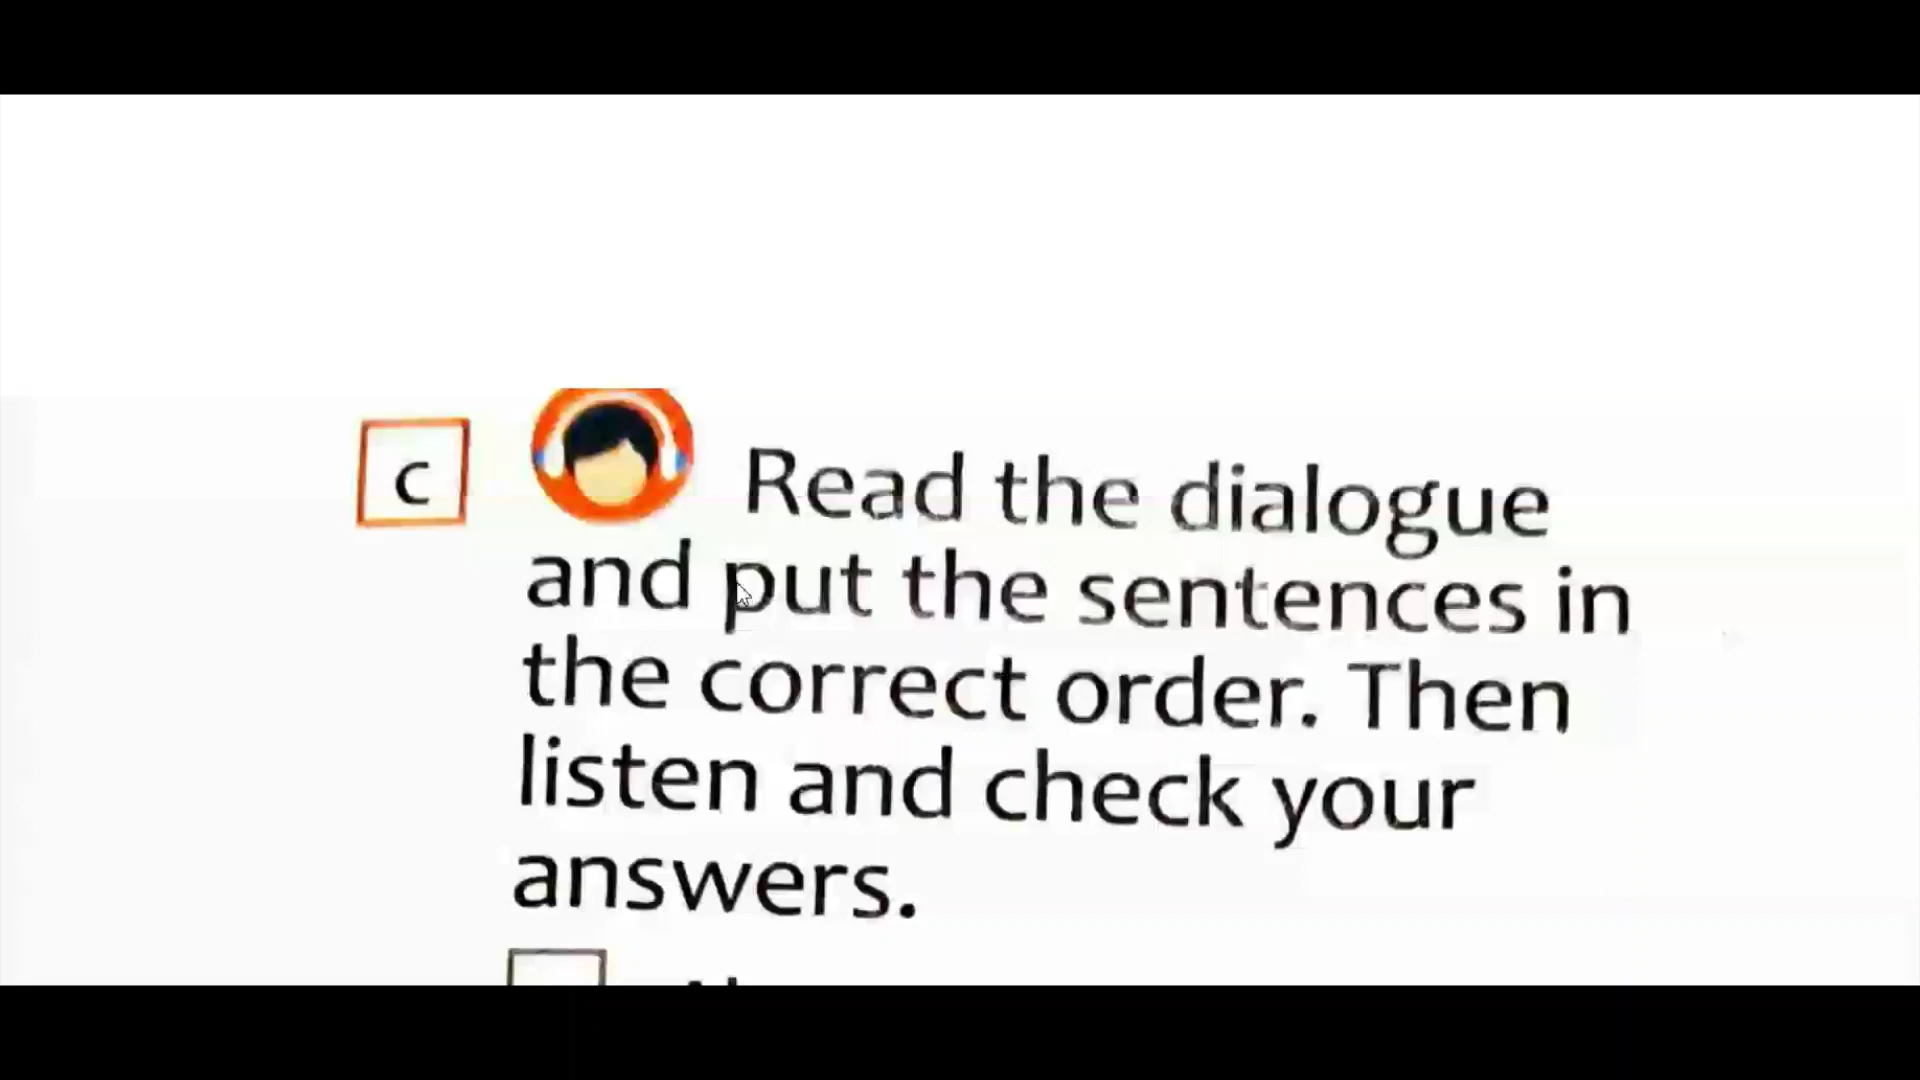 c Read the dialogue
and put the sentences in
the correct order. Then
listen and check your
answers.